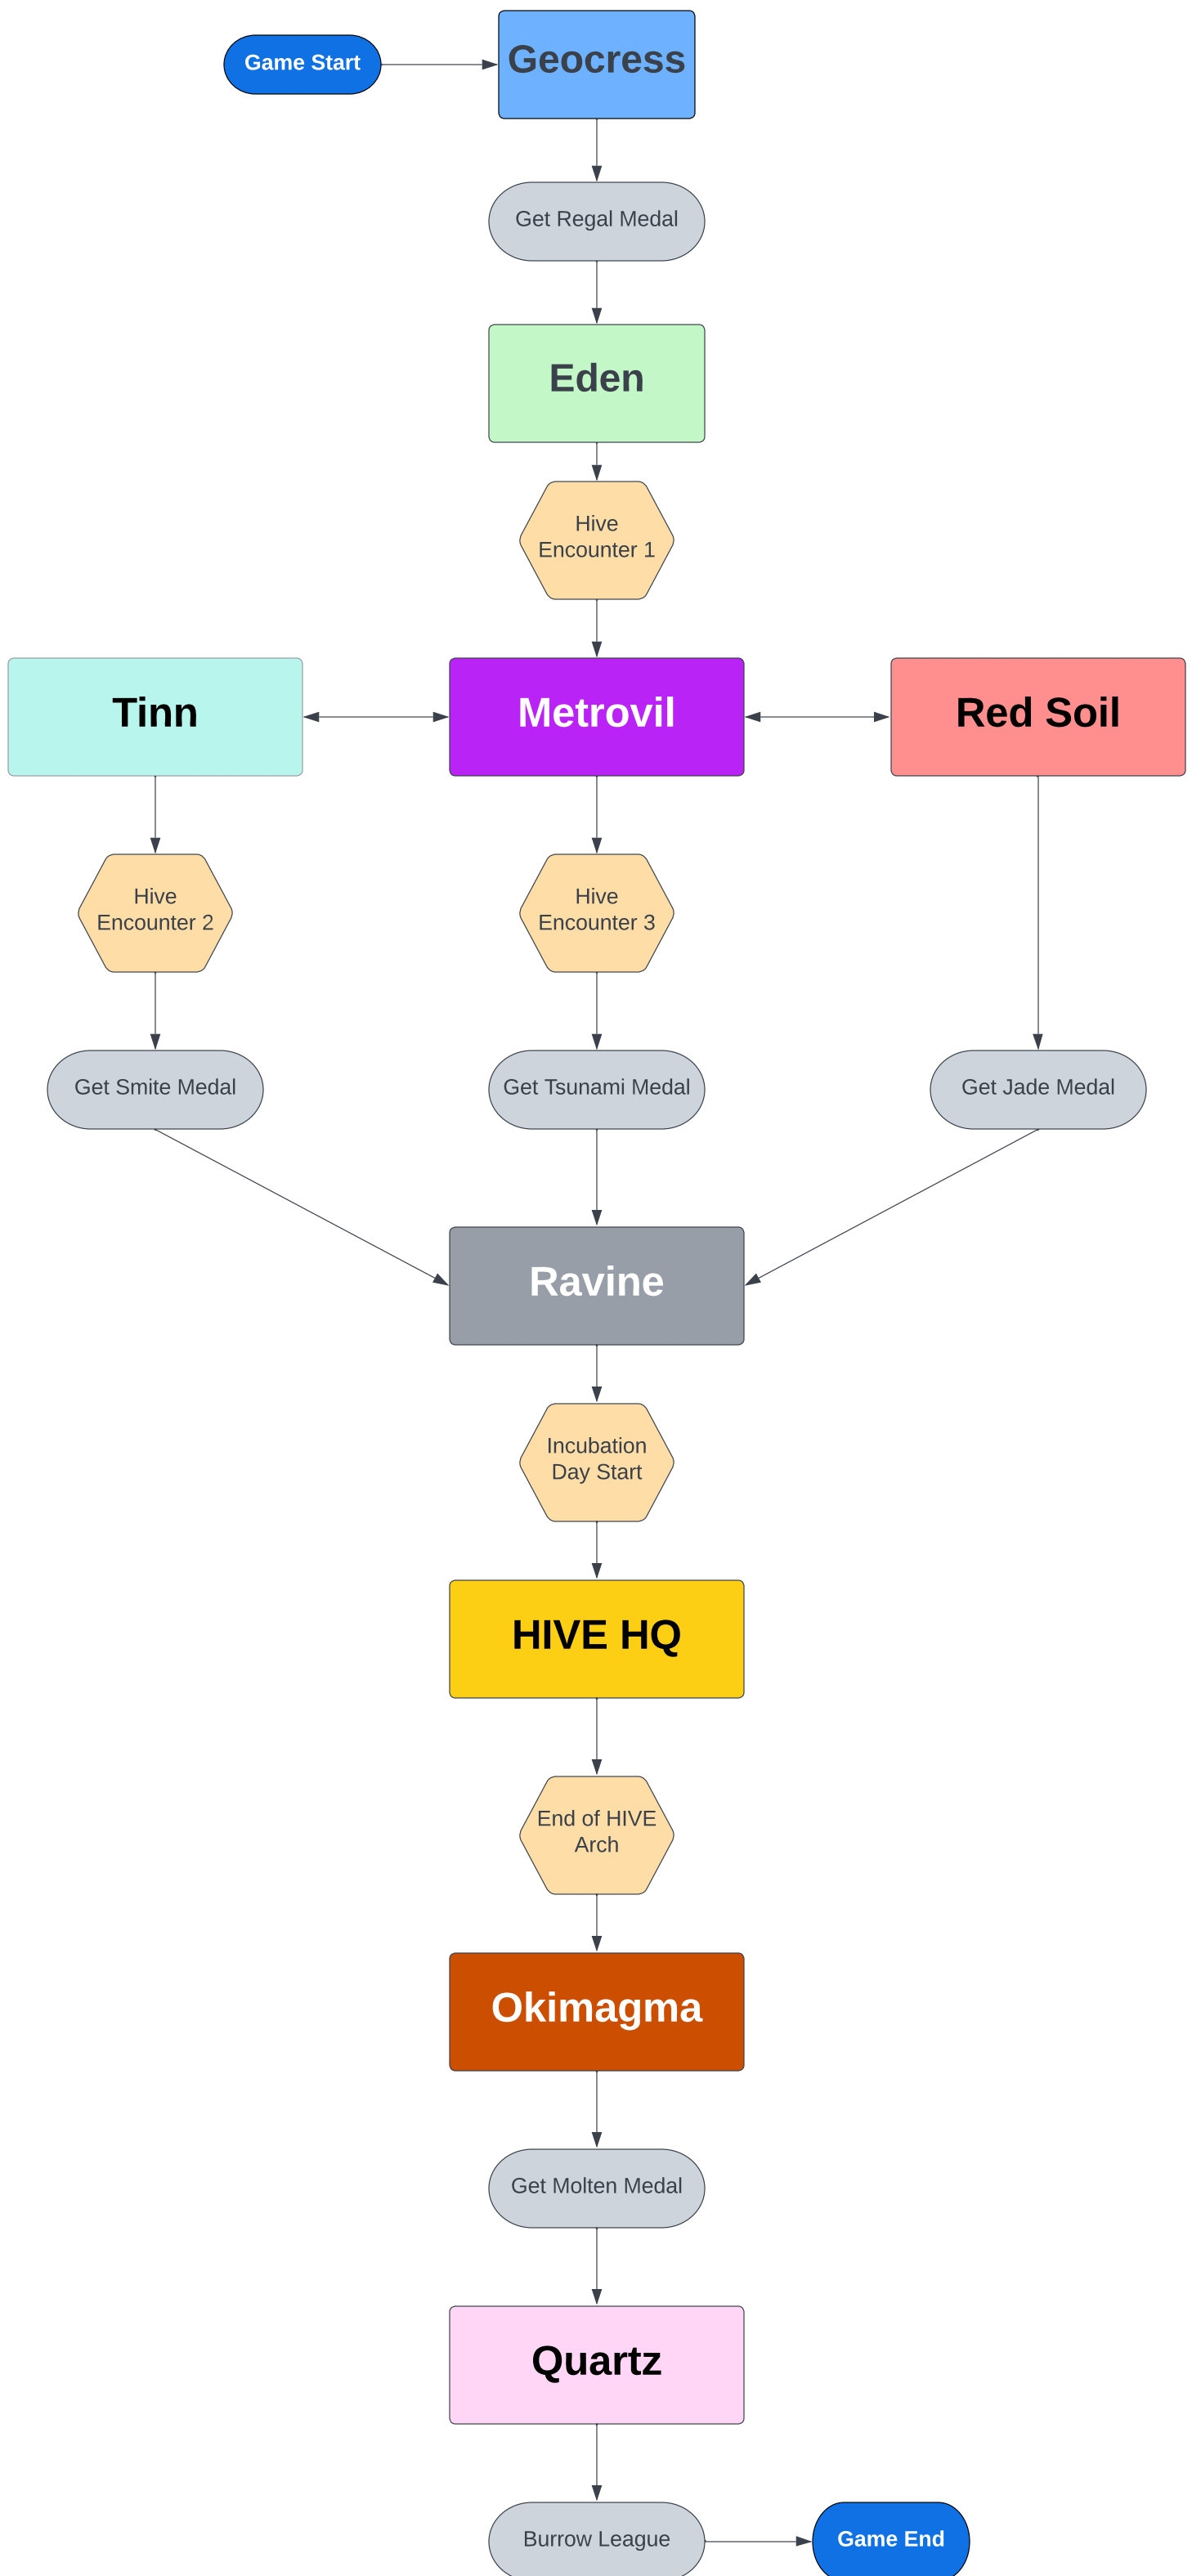 Game Start
Geocress
Get Regal Medal
Eden
Hive
Encounter 1
Tinn
Metrovil
Red Soil
Hive
Encounter 2
Hive
Encounter 3
Get Smite Medal
Get Tsunami Medal
Get Jade Medal
Ravine
Incubation
Day Start
HIVE HQ
End of HIVE
Arch
Okimagma
Get Molten Medal
Quartz
Burrow League
Game End